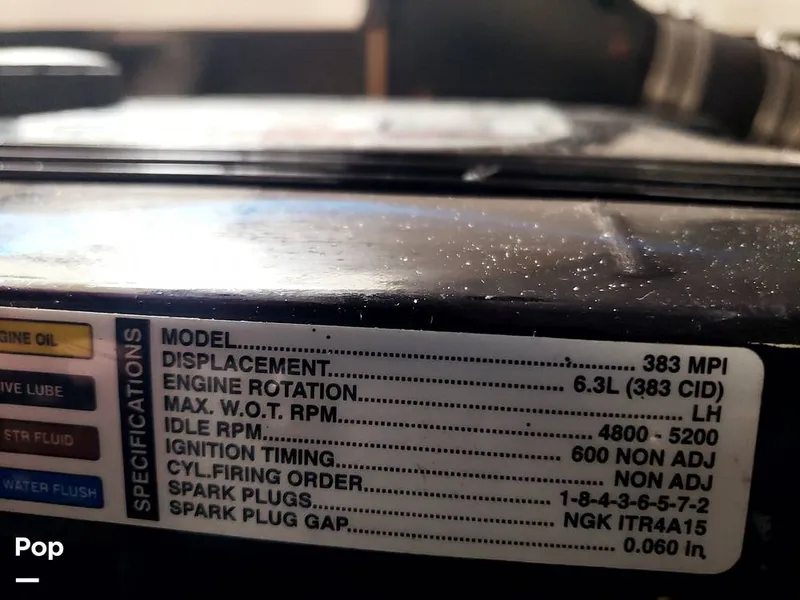 GINE OIL
IVE LUBE
STR FLUID
WATER FLUSH
SPECIFICATIONS
MODEL.................... 383 MPI
DISPLACEMENT.................... 6.3L (383 CID)
ENGINE ROTATION.................... LH
MAX. W.O.T. RPM.................... 4800 - 5200
IDLE RPM.................... 600 NON ADJ
IGNITION TIMING.................... NON ADJ
CYL.FIRING ORDER.................... 1-8-4-3-6-5-7-2
SPARK PLUGS.................... NGK ITR4A15
SPARK PLUG GAP.................... 0.060 in.
Pop